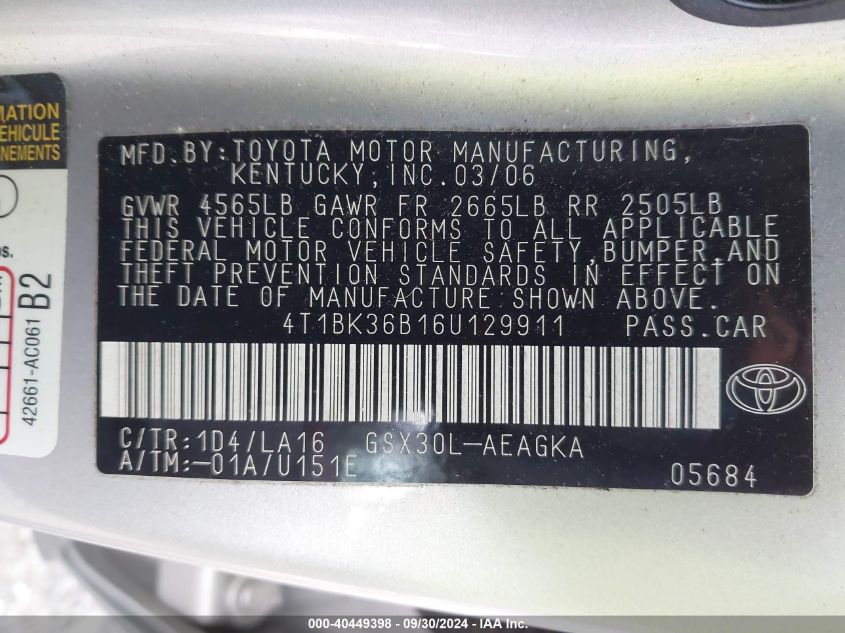 MATION
EHICULE
NEMENTS
os.
42661-AC061
B2
MFD.BY:TOYOTA MOTOR MANUFACTURING,
KENTUCKY,INC.03/06
GVWR 4565LB GAWR FR 2665LB RR 2505LB
THIS VEHICLE CONFORMS TO ALL APPLICABLE
FEDERAL MOTOR VEHICLE SAFETY,BUMPER,AND
THEFT PREVENTION STANDARDS IN EFFECT ON
THE DATE OF MANUFACTURE SHOWN ABOVE.
4T1BK36B16U129911 PASS.CAR
C/TR:1D4/LA16 GSX30L-AEAGKA
A/TM:-01A/U151E 05684
000-40449398 - 09/30/2024 - IAA Inc.